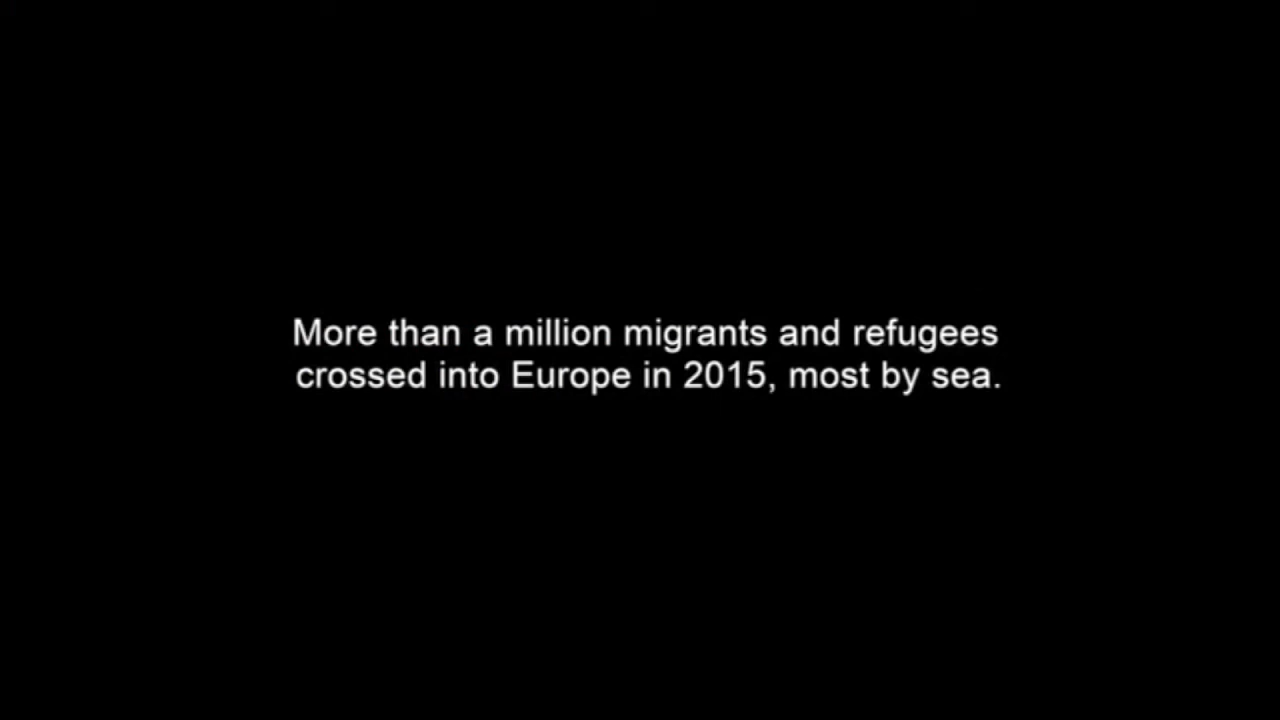 More than a million migrants and refugees
crossed into Europe in 2015, most by sea.